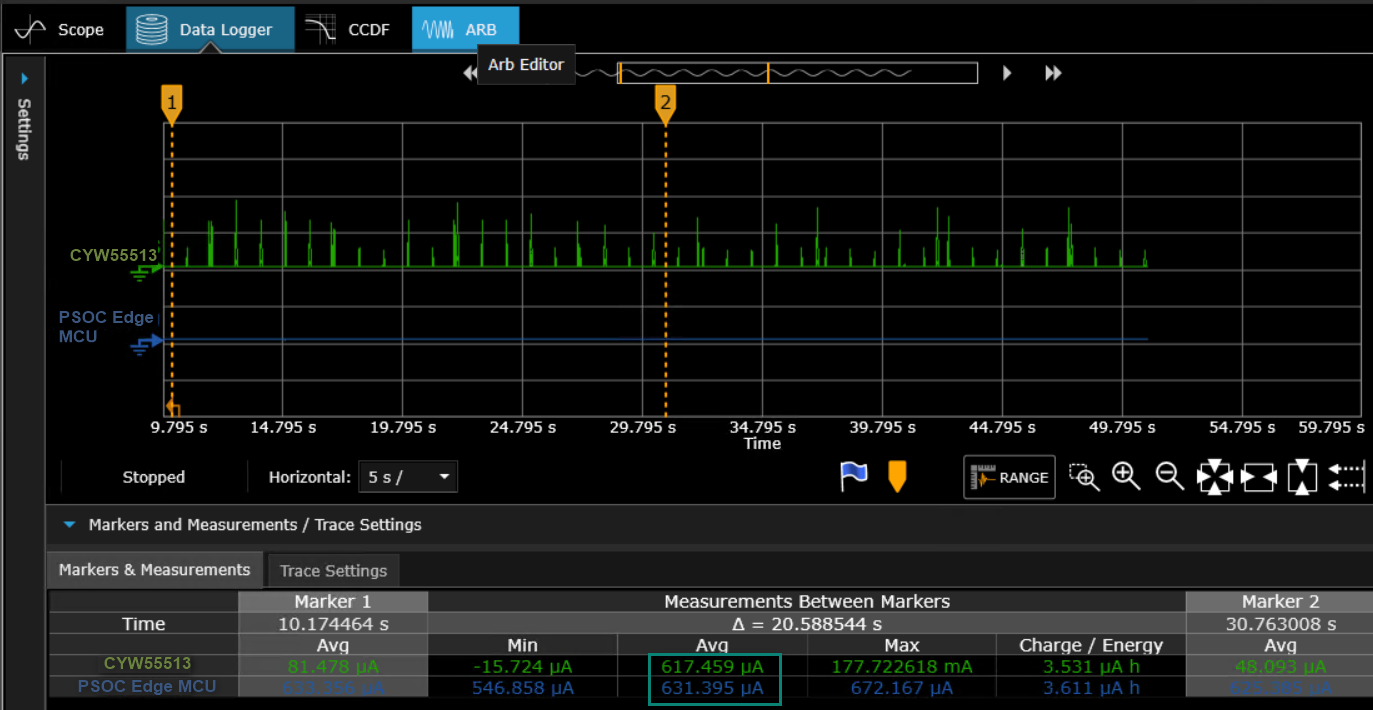 Scope Data Logger CCDF ARB
Arb Editor
Settings
1 2
CYW55513
PSOC Edge
MCU
9.795 s 14.795 s 19.795 s 24.795 s 29.795 s 34.795 s 39.795 s 44.795 s 49.795 s 54.795 s 59.795 s
Time
Stopped Horizontal: 5 s / RANGE
Markers and Measurements / Trace Settings
Markers & Measurements Trace Settings
Marker 1 Measurements Between Markers Marker 2
Time 10.174464 s Δ = 20.588544 s 30.763008 s
Avg Min Avg Max Charge / Energy Avg
CYW55513 81.478 µA -15.724 µA 617.459 µA 177.722618 mA 3.531 µA h 48.093 µA
PSOC Edge MCU 546.858 µA 631.395 µA 672.167 µA 3.611 µA h